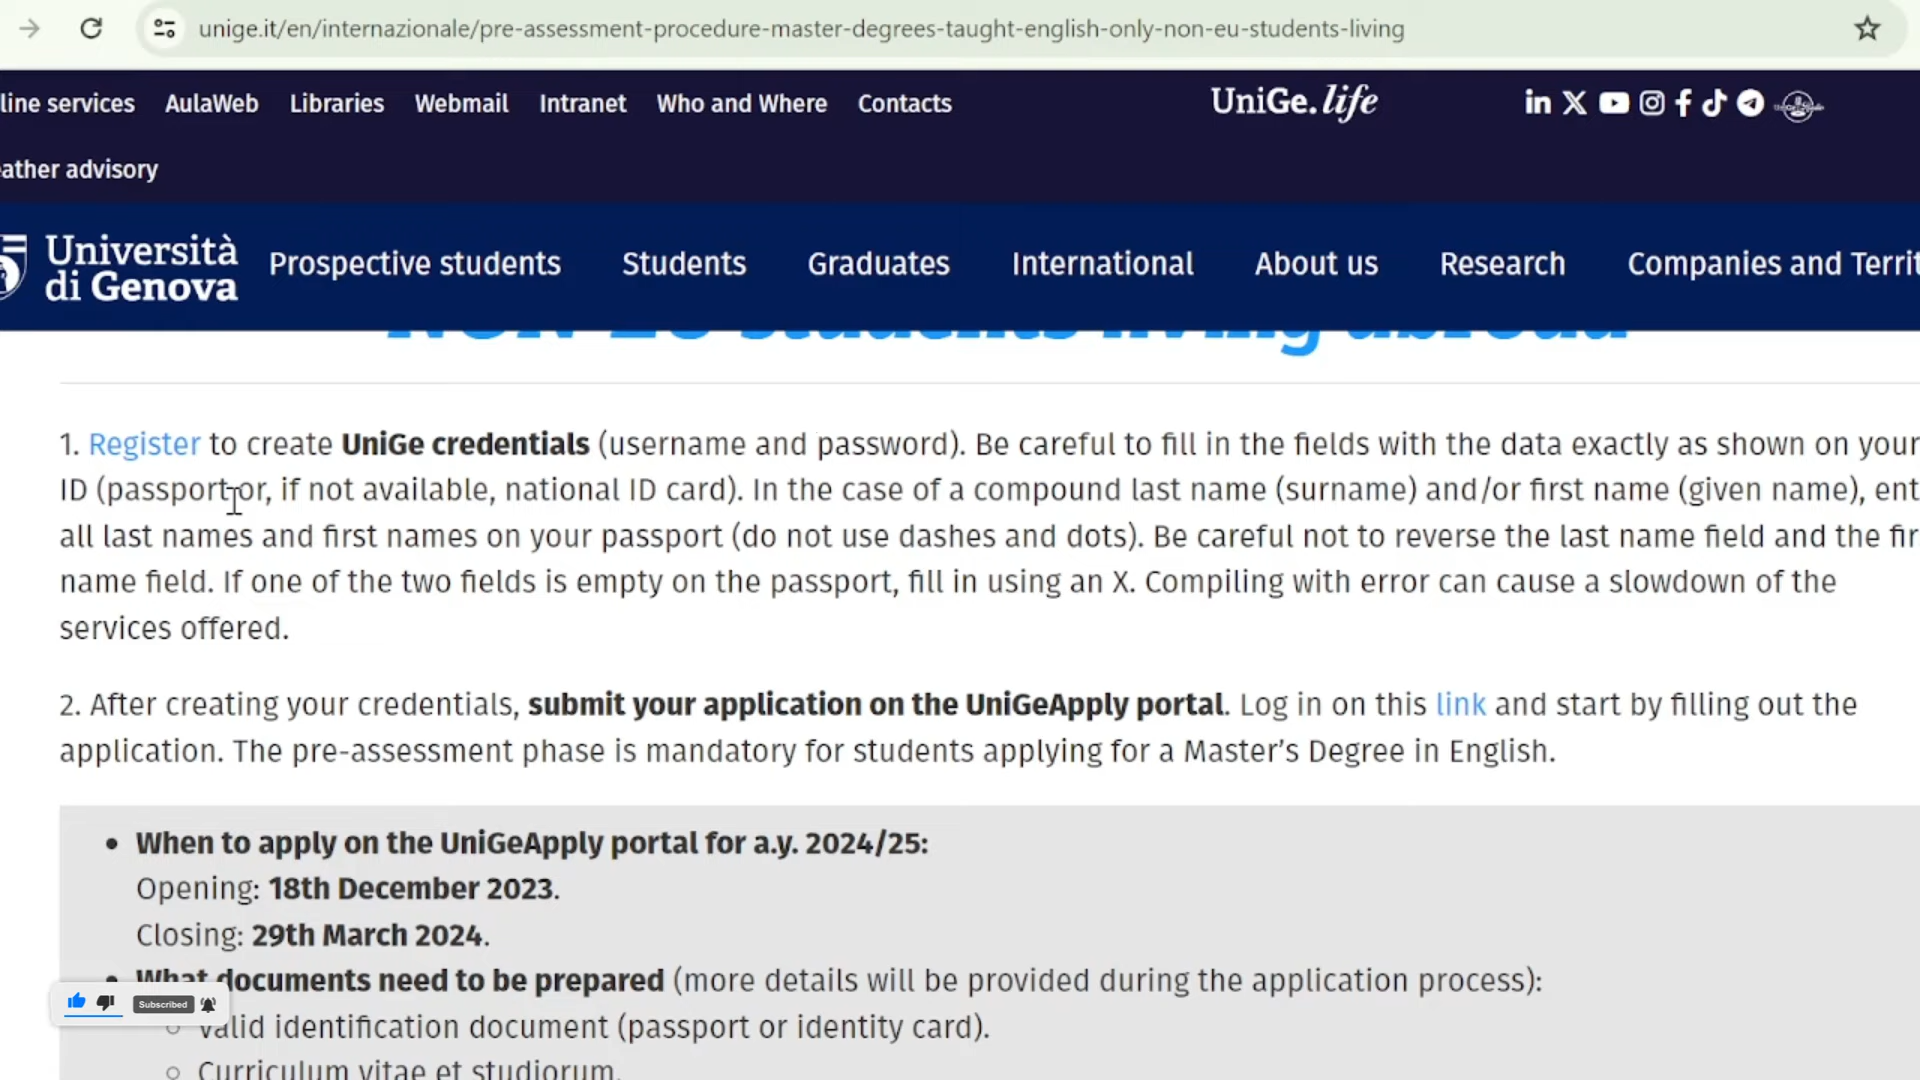 unige.it/en/internazionale/pre-assessment-procedure-master-degrees-taught-english-only-non-eu-students-living
line services AulaWeb Libraries Webmail Intranet Who and Where Contacts UniGe.life
eather advisory
Università
di Genova
Prospective students Students Graduates International About us Research Companies and Territ
NON-EU students living abroad
1. Register to create UniGe credentials (username and password). Be careful to fill in the fields with the data exactly as shown on your
ID (passport or, if not available, national ID card). In the case of a compound last name (surname) and/or first name (given name), ent
all last names and first names on your passport (do not use dashes and dots). Be careful not to reverse the last name field and the fir
name field. If one of the two fields is empty on the passport, fill in using an X. Compiling with error can cause a slowdown of the
services offered.
2. After creating your credentials, submit your application on the UniGeApply portal. Log in on this link and start by filling out the
application. The pre-assessment phase is mandatory for students applying for a Master's Degree in English.
• When to apply on the UniGeApply portal for a.y. 2024/25:
Opening: 18th December 2023.
Closing: 29th March 2024.
• What documents need to be prepared (more details will be provided during the application process):
Subscribed
○ Valid identification document (passport or identity card).
○ Curriculum vitae et studiorum.